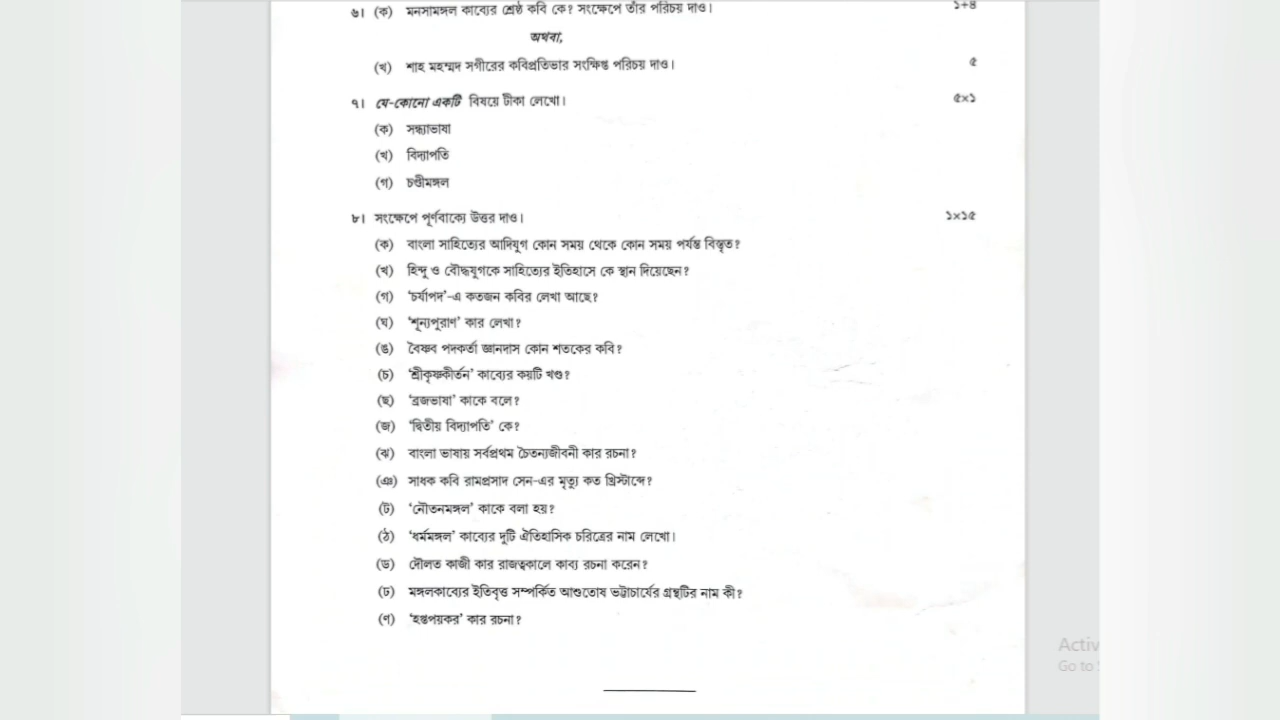 ৬। (ক) মনসামঙ্গল কাব্যের শ্রেষ্ঠ কবি কে? সংক্ষেপে তাঁর পরিচয় দাও। ১+৪
অথবা,
(খ) শাহ মহম্মদ সগীরের কবিপ্রতিভার সংক্ষিপ্ত পরিচয় দাও। ৫
৭। যে-কোনো একটি বিষয়ে টীকা লেখো। ৫×১
(ক) সন্ধ্যাভাষা
(খ) বিদ্যাপতি
(গ) চণ্ডীমঙ্গল
৮। সংক্ষেপে পূর্ণবাক্যে উত্তর দাও। ১×১৫
(ক) বাংলা সাহিত্যের আদিযুগ কোন সময় থেকে কোন সময় পর্যন্ত বিস্তৃত?
(খ) হিন্দু ও বৌদ্ধযুগকে সাহিত্যের ইতিহাসে কে স্থান দিয়েছেন?
(গ) ‘চর্যাপদ’-এ কতজন কবির লেখা আছে?
(ঘ) ‘শূন্যপুরাণ’ কার লেখা?
(ঙ) বৈষ্ণব পদকর্তা জ্ঞানদাস কোন শতকের কবি?
(চ) ‘শ্রীকৃষ্ণকীর্তন’ কাব্যের কয়টি খণ্ড?
(ছ) ‘ব্রজভাষা’ কাকে বলে?
(জ) ‘দ্বিতীয় বিদ্যাপতি’ কে?
(ঝ) বাংলা ভাষায় সর্বপ্রথম চৈতন্যজীবনী কার রচনা?
(ঞ) সাধক কবি রামপ্রসাদ সেন-এর মৃত্যু কত খ্রিস্টাব্দে?
(ট) ‘নৌতনমঙ্গল’ কাকে বলা হয়?
(ঠ) ‘ধর্মমঙ্গল’ কাব্যের দুটি ঐতিহাসিক চরিত্রের নাম লেখো।
(ড) দৌলত কাজী কার রাজত্বকালে কাব্য রচনা করেন?
(ঢ) মঙ্গলকাব্যের ইতিবৃত্ত সম্পর্কিত আশুতোষ ভট্টাচার্যের গ্রন্থটির নাম কী?
(ণ) ‘হপ্তপয়কর’ কার রচনা?
Activ
Go to S